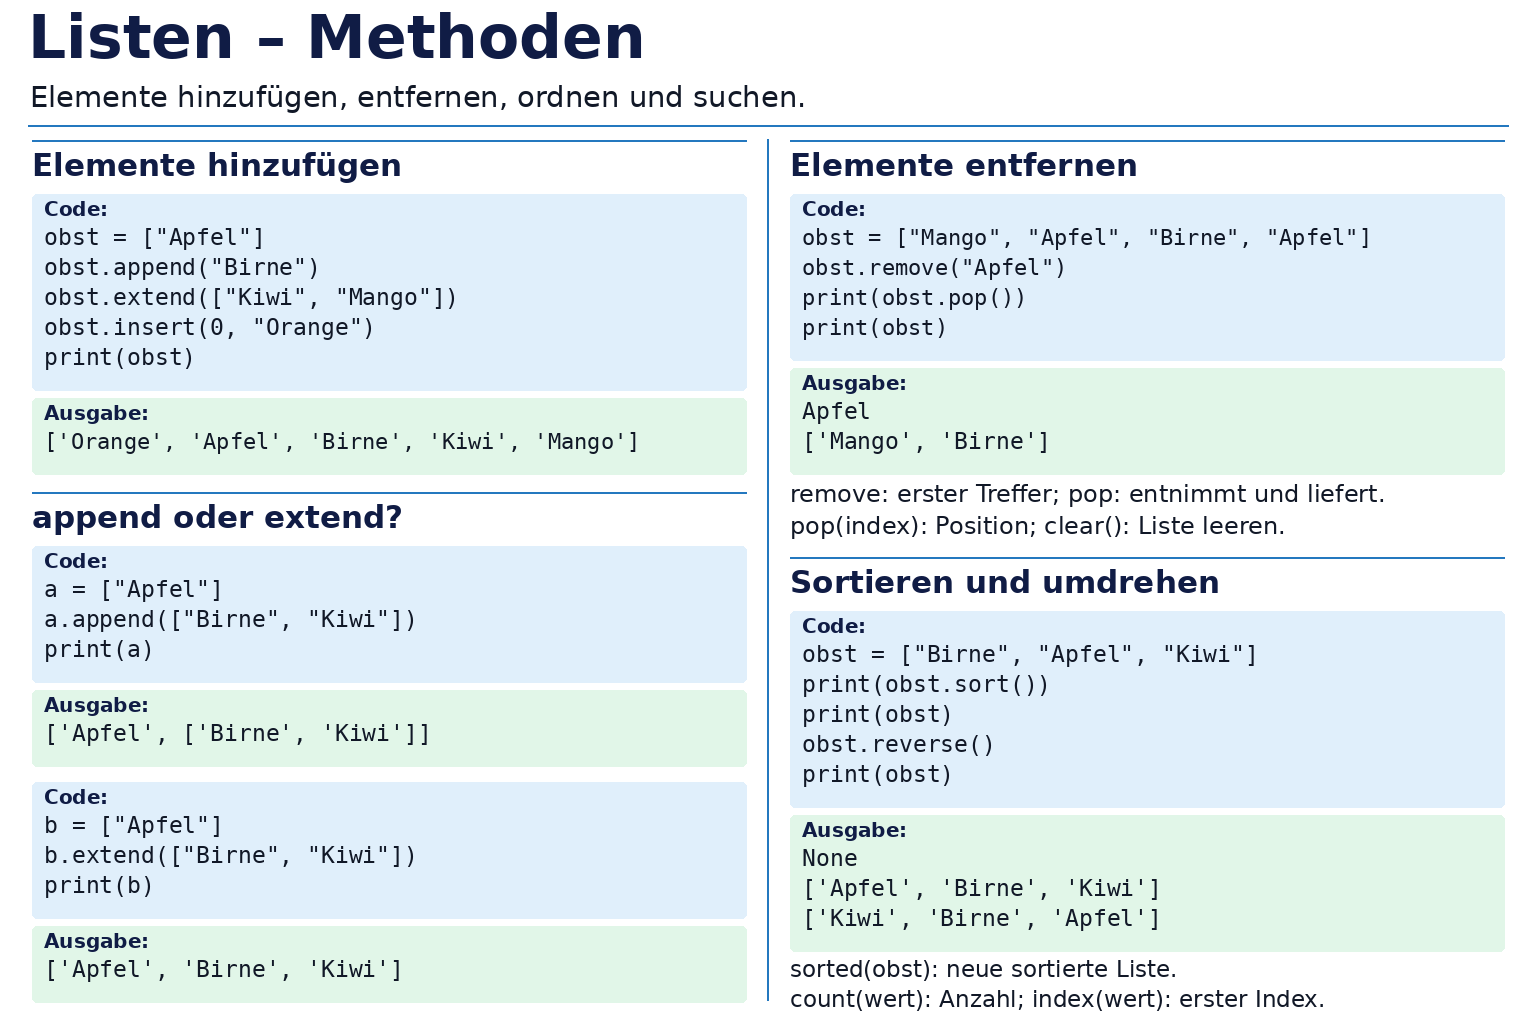 Listen – Methoden
Elemente hinzufügen, entfernen, ordnen und suchen.
Elemente hinzufügen
Code:
obst = ["Apfel"]
obst.append("Birne")
obst.extend(["Kiwi", "Mango"])
obst.insert(0, "Orange")
print(obst)
Ausgabe:
['Orange', 'Apfel', 'Birne', 'Kiwi', 'Mango']
append oder extend?
Code:
a = ["Apfel"]
a.append(["Birne", "Kiwi"])
print(a)
Ausgabe:
['Apfel', ['Birne', 'Kiwi']]
Code:
b = ["Apfel"]
b.extend(["Birne", "Kiwi"])
print(b)
Ausgabe:
['Apfel', 'Birne', 'Kiwi']
Elemente entfernen
Code:
obst = ["Mango", "Apfel", "Birne", "Apfel"]
obst.remove("Apfel")
print(obst.pop())
print(obst)
Ausgabe:
Apfel
['Mango', 'Birne']
remove: erster Treffer; pop: entnimmt und liefert.
pop(index): Position; clear(): Liste leeren.
Sortieren und umdrehen
Code:
obst = ["Birne", "Apfel", "Kiwi"]
print(obst.sort())
print(obst)
obst.reverse()
print(obst)
Ausgabe:
None
['Apfel', 'Birne', 'Kiwi']
['Kiwi', 'Birne', 'Apfel']
sorted(obst): neue sortierte Liste.
count(wert): Anzahl; index(wert): erster Index.